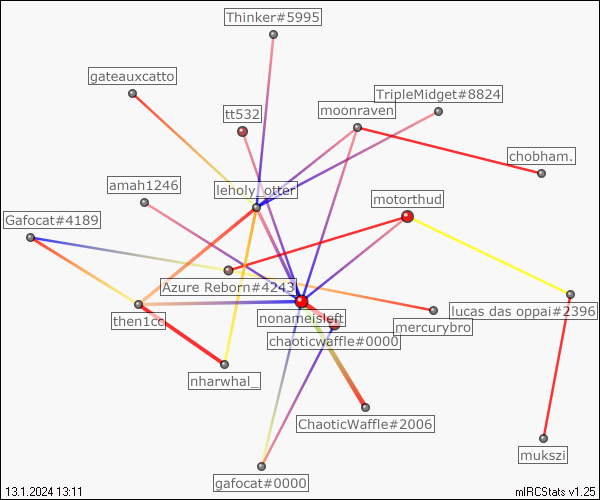 Thinker#5995
gateauxcatto
TripleMidget#8824
moonraven
tt532
chobham.
amah1246
leholy_otter
motorthud
Gafocat#4189
Azure Reborn#4243
lucas das oppai#2396
nonameisleft
then1cc
mercurybro
chaoticwaffle#0000
nharwhal_
ChaoticWaffle#2006
mukszi
gafocat#0000
13.1.2024 13:11
mIRCStats v1.25